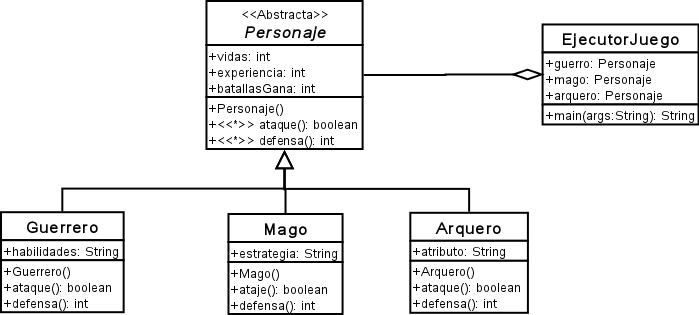 <<Abstracta>>
Personaje
+vidas: int
+experiencia: int
+batallasGana: int
+Personaje()
+<<*>> ataque(): boolean
+<<*>> defensa(): int
EjecutorJuego
+guerro: Personaje
+mago: Personaje
+arquero: Personaje
+main(args:String): String
Guerrero
+habilidades: String
+Guerrero()
+ataque(): boolean
+defensa(): int
Mago
+estrategia: String
+Mago()
+ataje(): boolean
+defensa(): int
Arquero
+atributo: String
+Arquero()
+ataque(): boolean
+defensa(): int